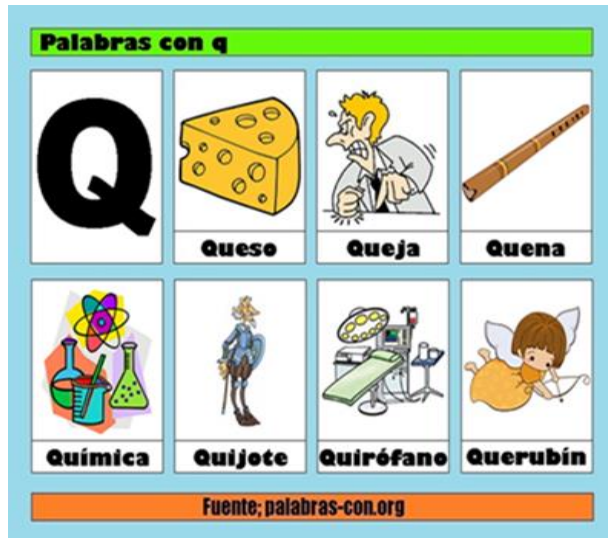 Palabras con q
Q
Queso
Queja
Quena
Química
Quijote
Quirófano
Querubín
Fuente; palabras-con.org